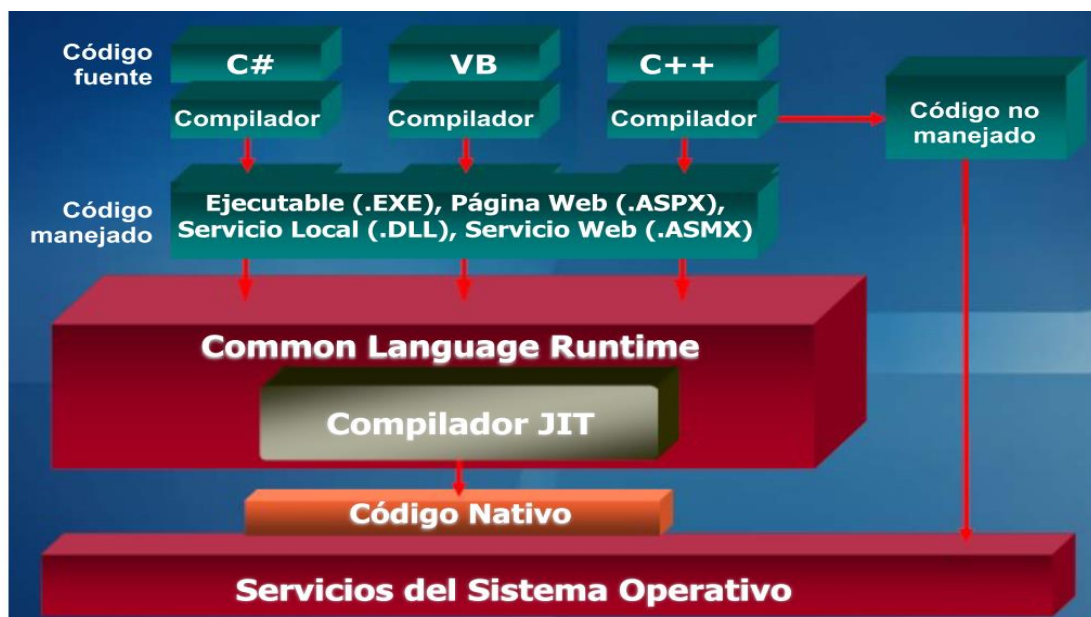 Código
fuente
C#
VB
C++
Compilador
Compilador
Compilador
Código no
manejado
Código
manejado
Ejecutable (.EXE), Página Web (.ASPX),
Servicio Local (.DLL), Servicio Web (.ASMX)
Common Language Runtime
Compilador JIT
Código Nativo
Servicios del Sistema Operativo